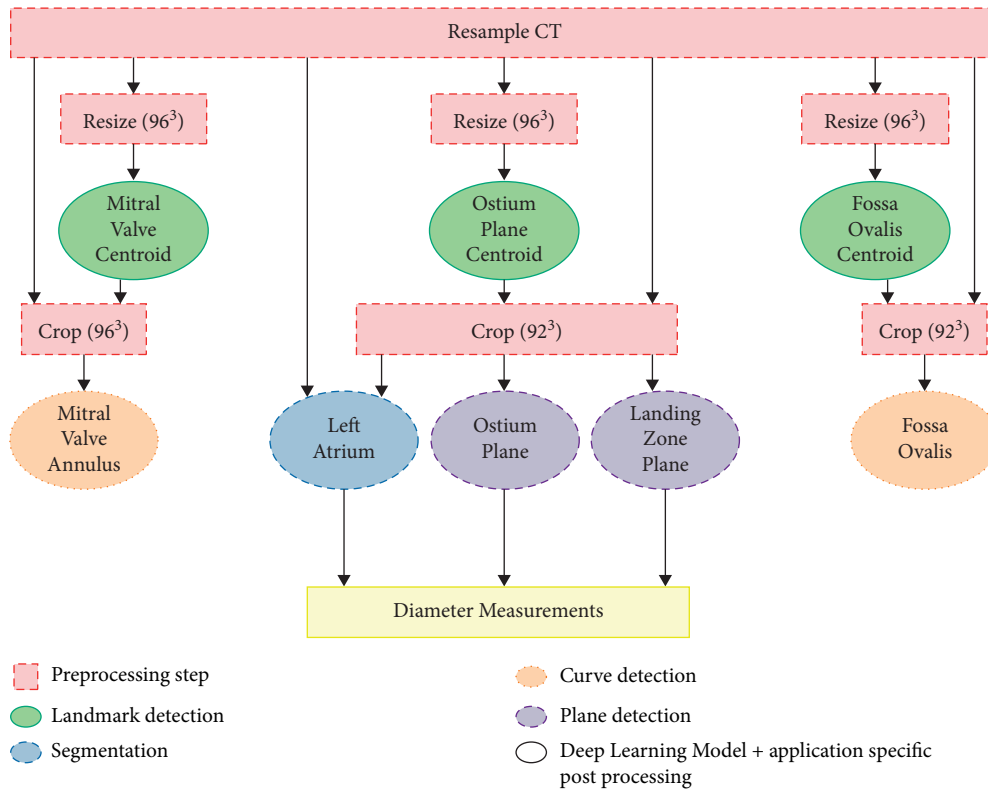 Resample CT
Resize (96³)
Resize (96³)
Resize (96³)
Mitral
Valve
Centroid
Ostium
Plane
Centroid
Fossa
Ovalis
Centroid
Crop (96³)
Crop (92³)
Crop (92³)
Mitral
Valve
Annulus
Left
Atrium
Ostium
Plane
Landing
Zone
Plane
Fossa
Ovalis
Diameter Measurements
Preprocessing step
Landmark detection
Segmentation
Curve detection
Plane detection
Deep Learning Model + application specific
post processing